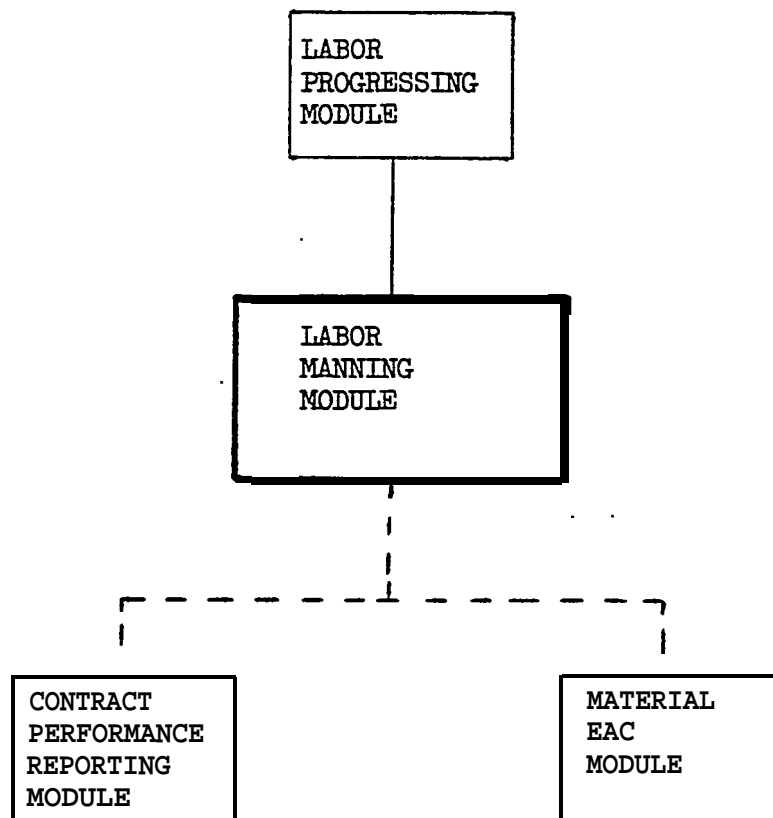 LABOR
PROGRESSING
MODULE
LABOR
MANNING
MODULE
CONTRACT
PERFORMANCE
REPORTING
MODULE
MATERIAL
EAC
MODULE